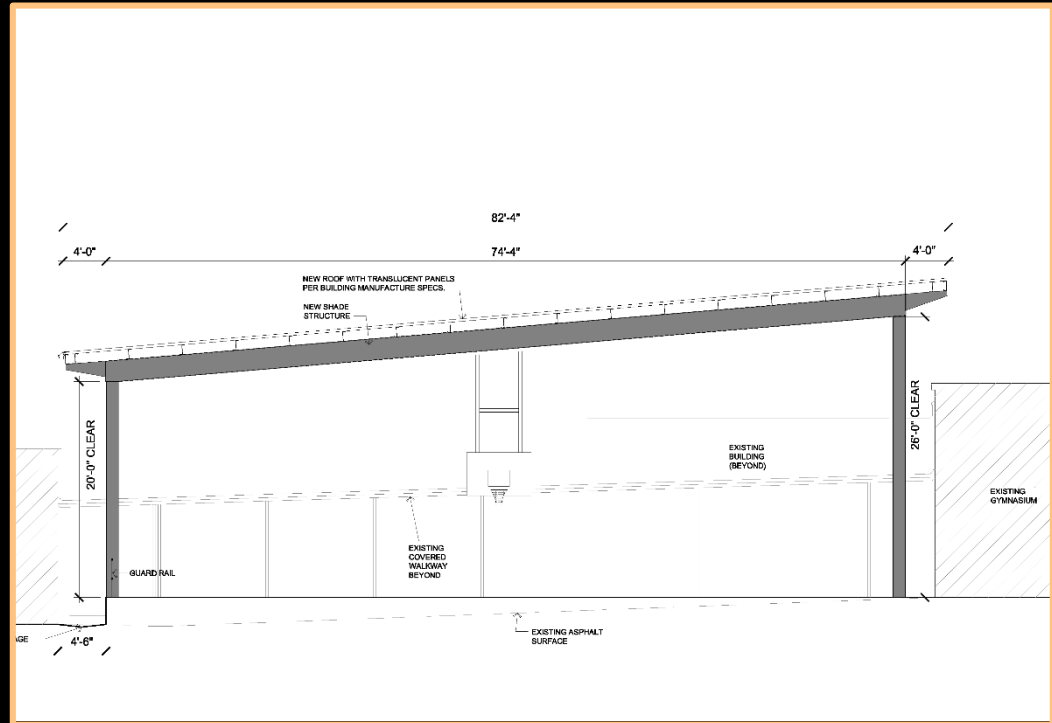 82'-4"
4'-0"
74'-4"
4'-0"
NEW ROOF WITH TRANSLUCENT PANELS
PER BUILDING MANUFACTURE SPECS.
NEW SHADE
STRUCTURE
20'-0" CLEAR
26'-0" CLEAR
EXISTING
BUILDING
(BEYOND)
EXISTING
GYMNASIUM
EXISTING
COVERED
WALKWAY
BEYOND
GUARD RAIL
EXISTING ASPHALT
SURFACE
AGE
4'-6"